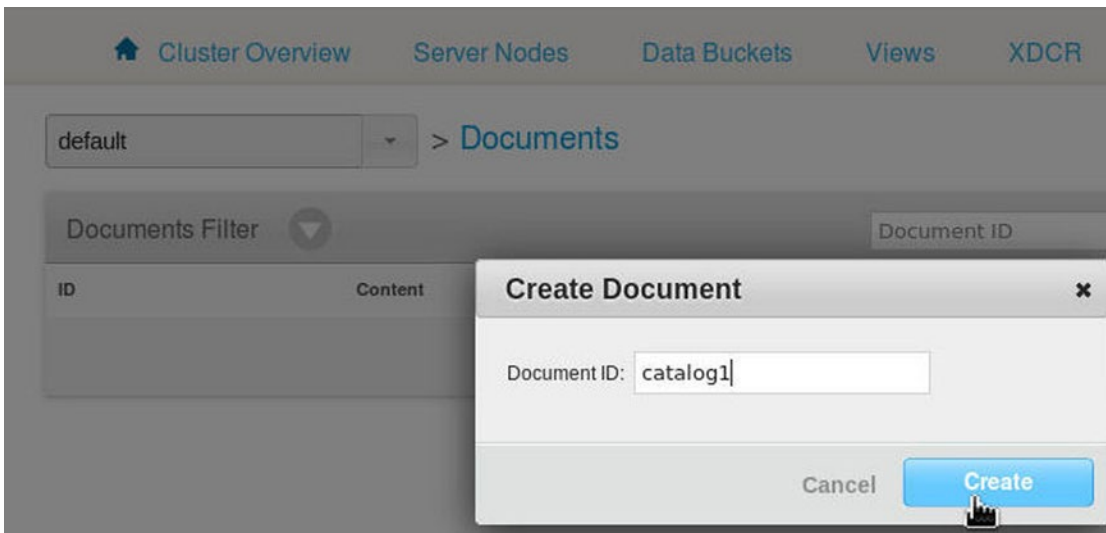 Cluster Overview Server Nodes Data Buckets Views XDCR
default > Documents
Documents Filter Document ID
ID Content
Create Document
Document ID: catalog1
Cancel Create